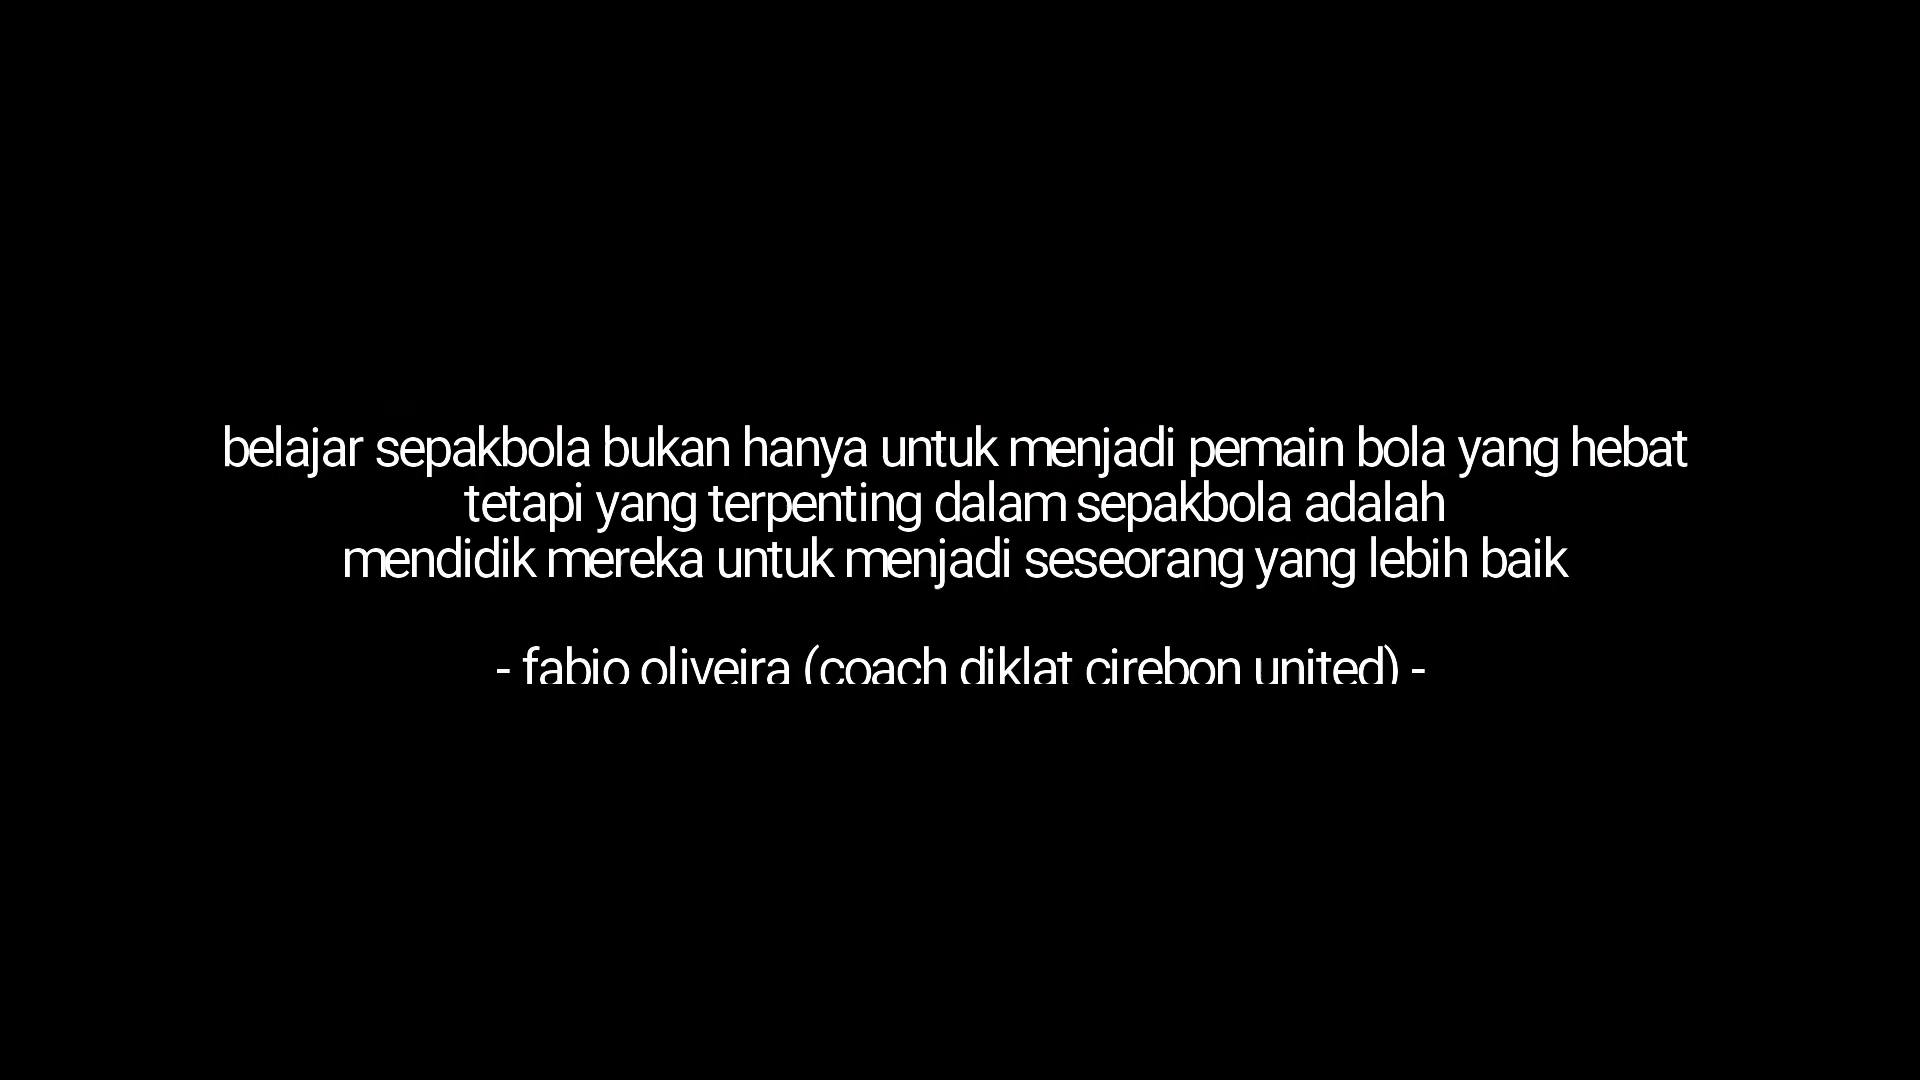 belajar sepakbola bukan hanya untuk menjadi pemain bola yang hebat
tetapi yang terpenting dalam sepakbola adalah
mendidik mereka untuk menjadi seseorang yang lebih baik
- fabio oliveira (coach diklat cirebon united) -